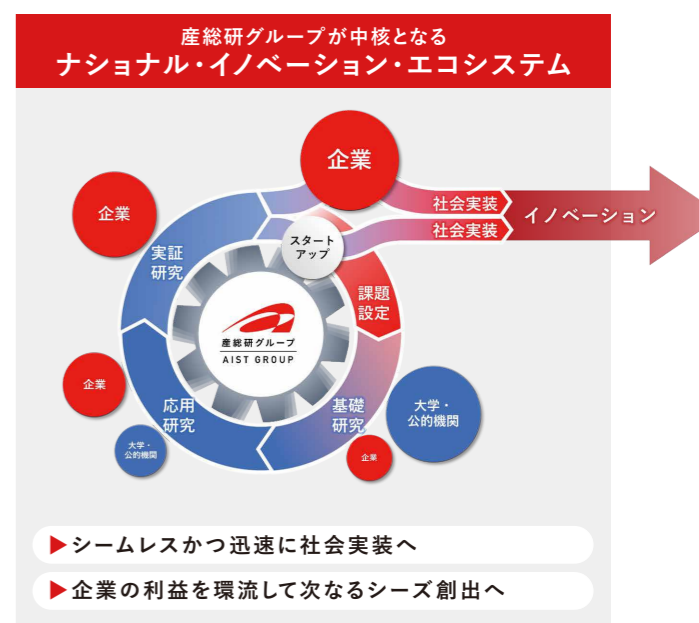 産総研グループが中核となる
ナショナル・イノベーション・エコシステム
企業
企業
社会実装
社会実装
イノベーション
スタート
アップ
実証
研究
課題
設定
産総研グループ
AIST GROUP
企業
応用
研究
基礎
研究
大学・
公的機関
大学・
公的機関
企業
▶シームレスかつ迅速に社会実装へ
▶企業の利益を環流して次なるシーズ創出へ